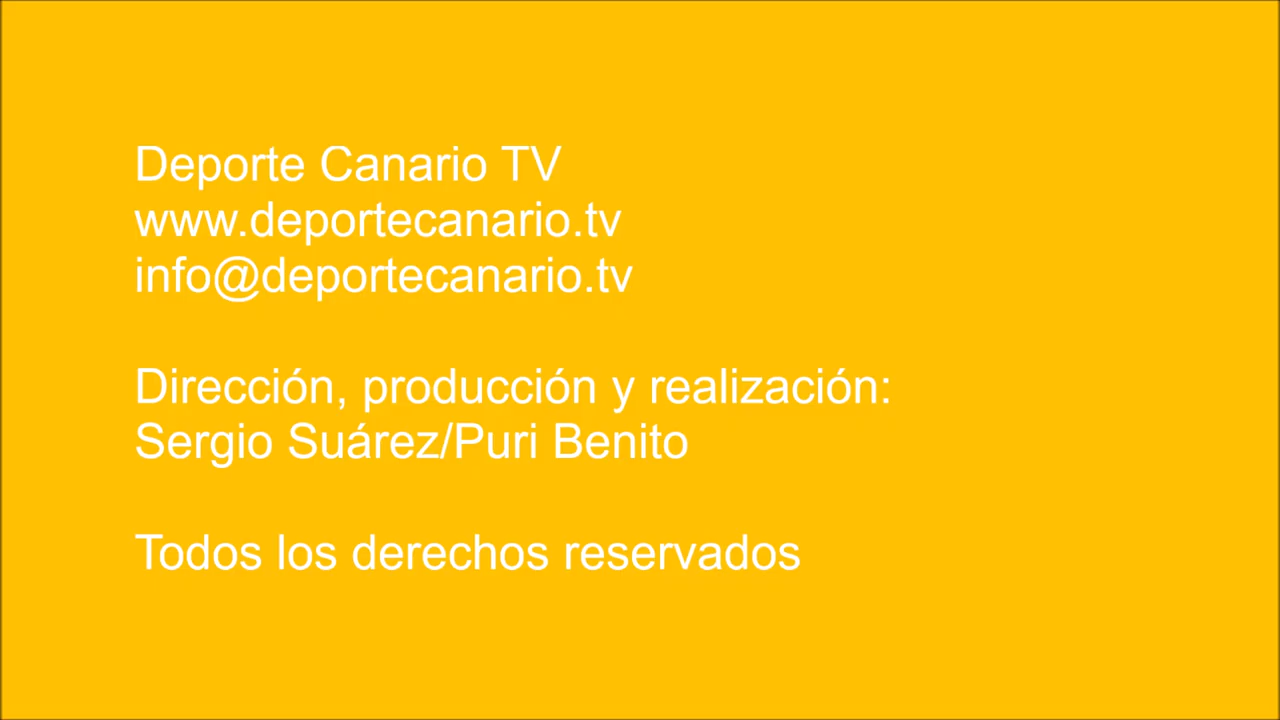 Deporte Canario TV
www.deportecanario.tv
info@deportecanario.tv
Dirección, producción y realización:
Sergio Suárez/Puri Benito
Todos los derechos reservados